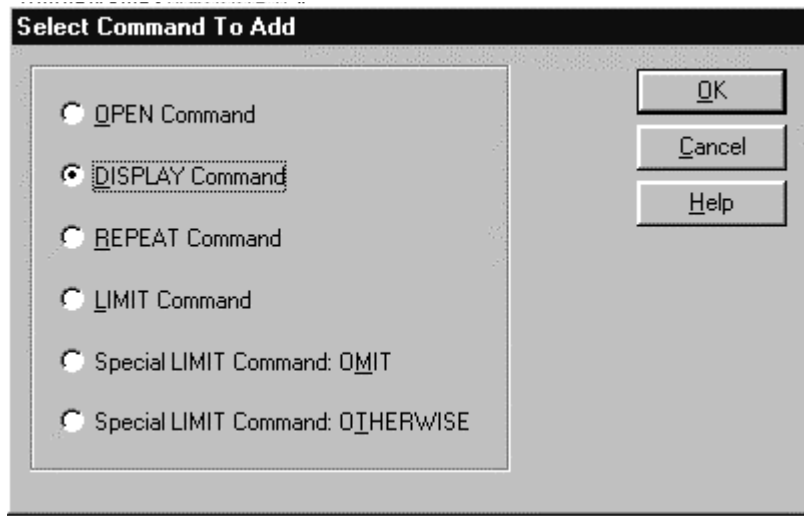 Select Command To Add
OPEN Command
DISPLAY Command
REPEAT Command
LIMIT Command
Special LIMIT Command: OMIT
Special LIMIT Command: OTHERWISE
OK
Cancel
Help